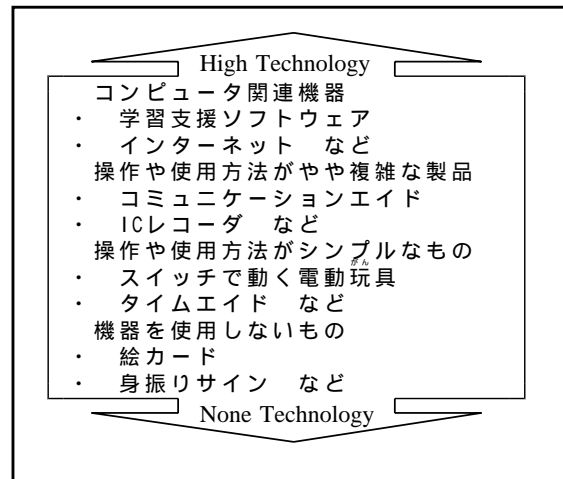 High Technology
コンピュータ関連機器
・ 学習支援ソフトウェア
・ インターネット など
操作や使用方法がやや複雑な製品
・ コミュニケーションエイド
・ ICレコーダ など
操作や使用方法がシンプルなもの
・ スイッチで動く電動玩具
・ タイムエイド など
機器を使用しないもの
・ 絵カード
・ 身振りサイン など
None Technology